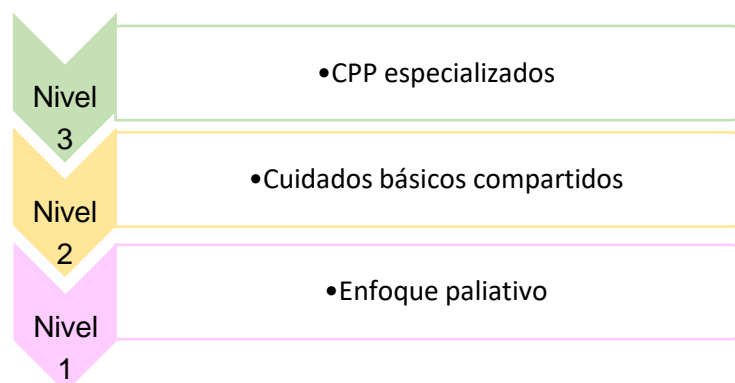 Nivel
3
•CPP especializados
Nivel
2
•Cuidados básicos compartidos
Nivel
1
•Enfoque paliativo